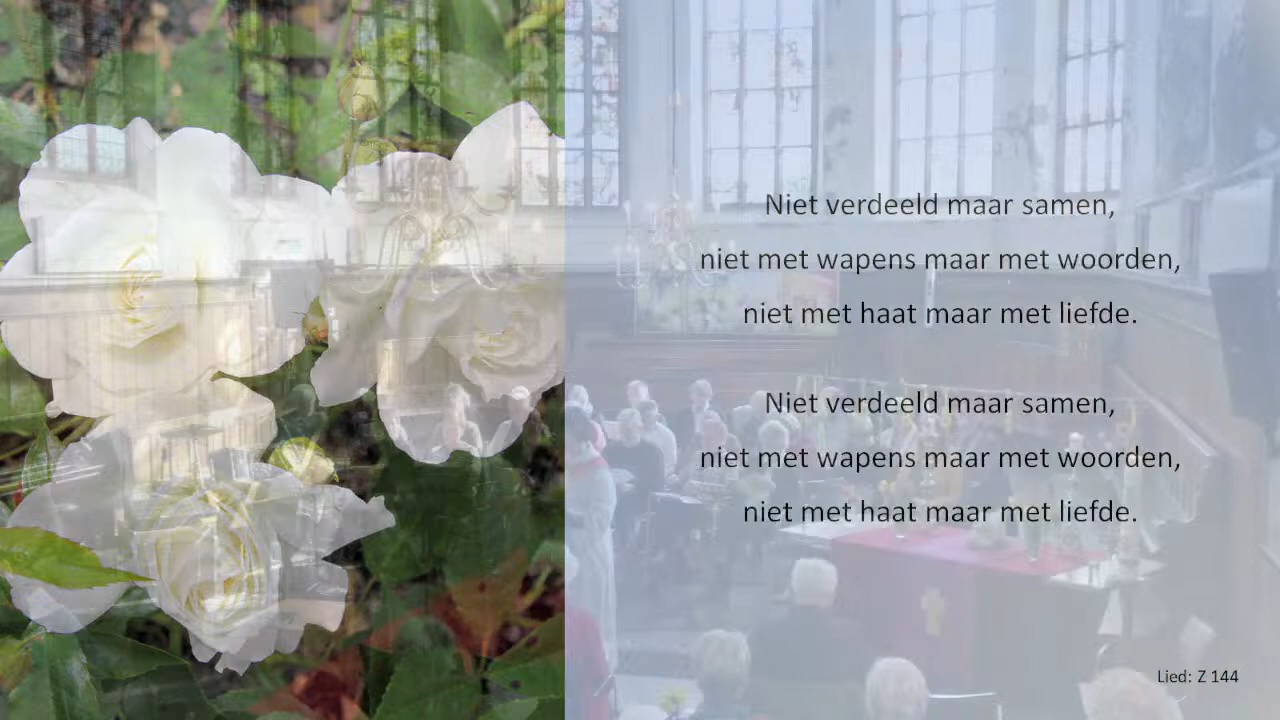 Niet verdeeld maar samen,
niet met wapens maar met woorden,
niet met haat maar met liefde.
Niet verdeeld maar samen,
niet met wapens maar met woorden,
niet met haat maar met liefde.
Lied: Z 144